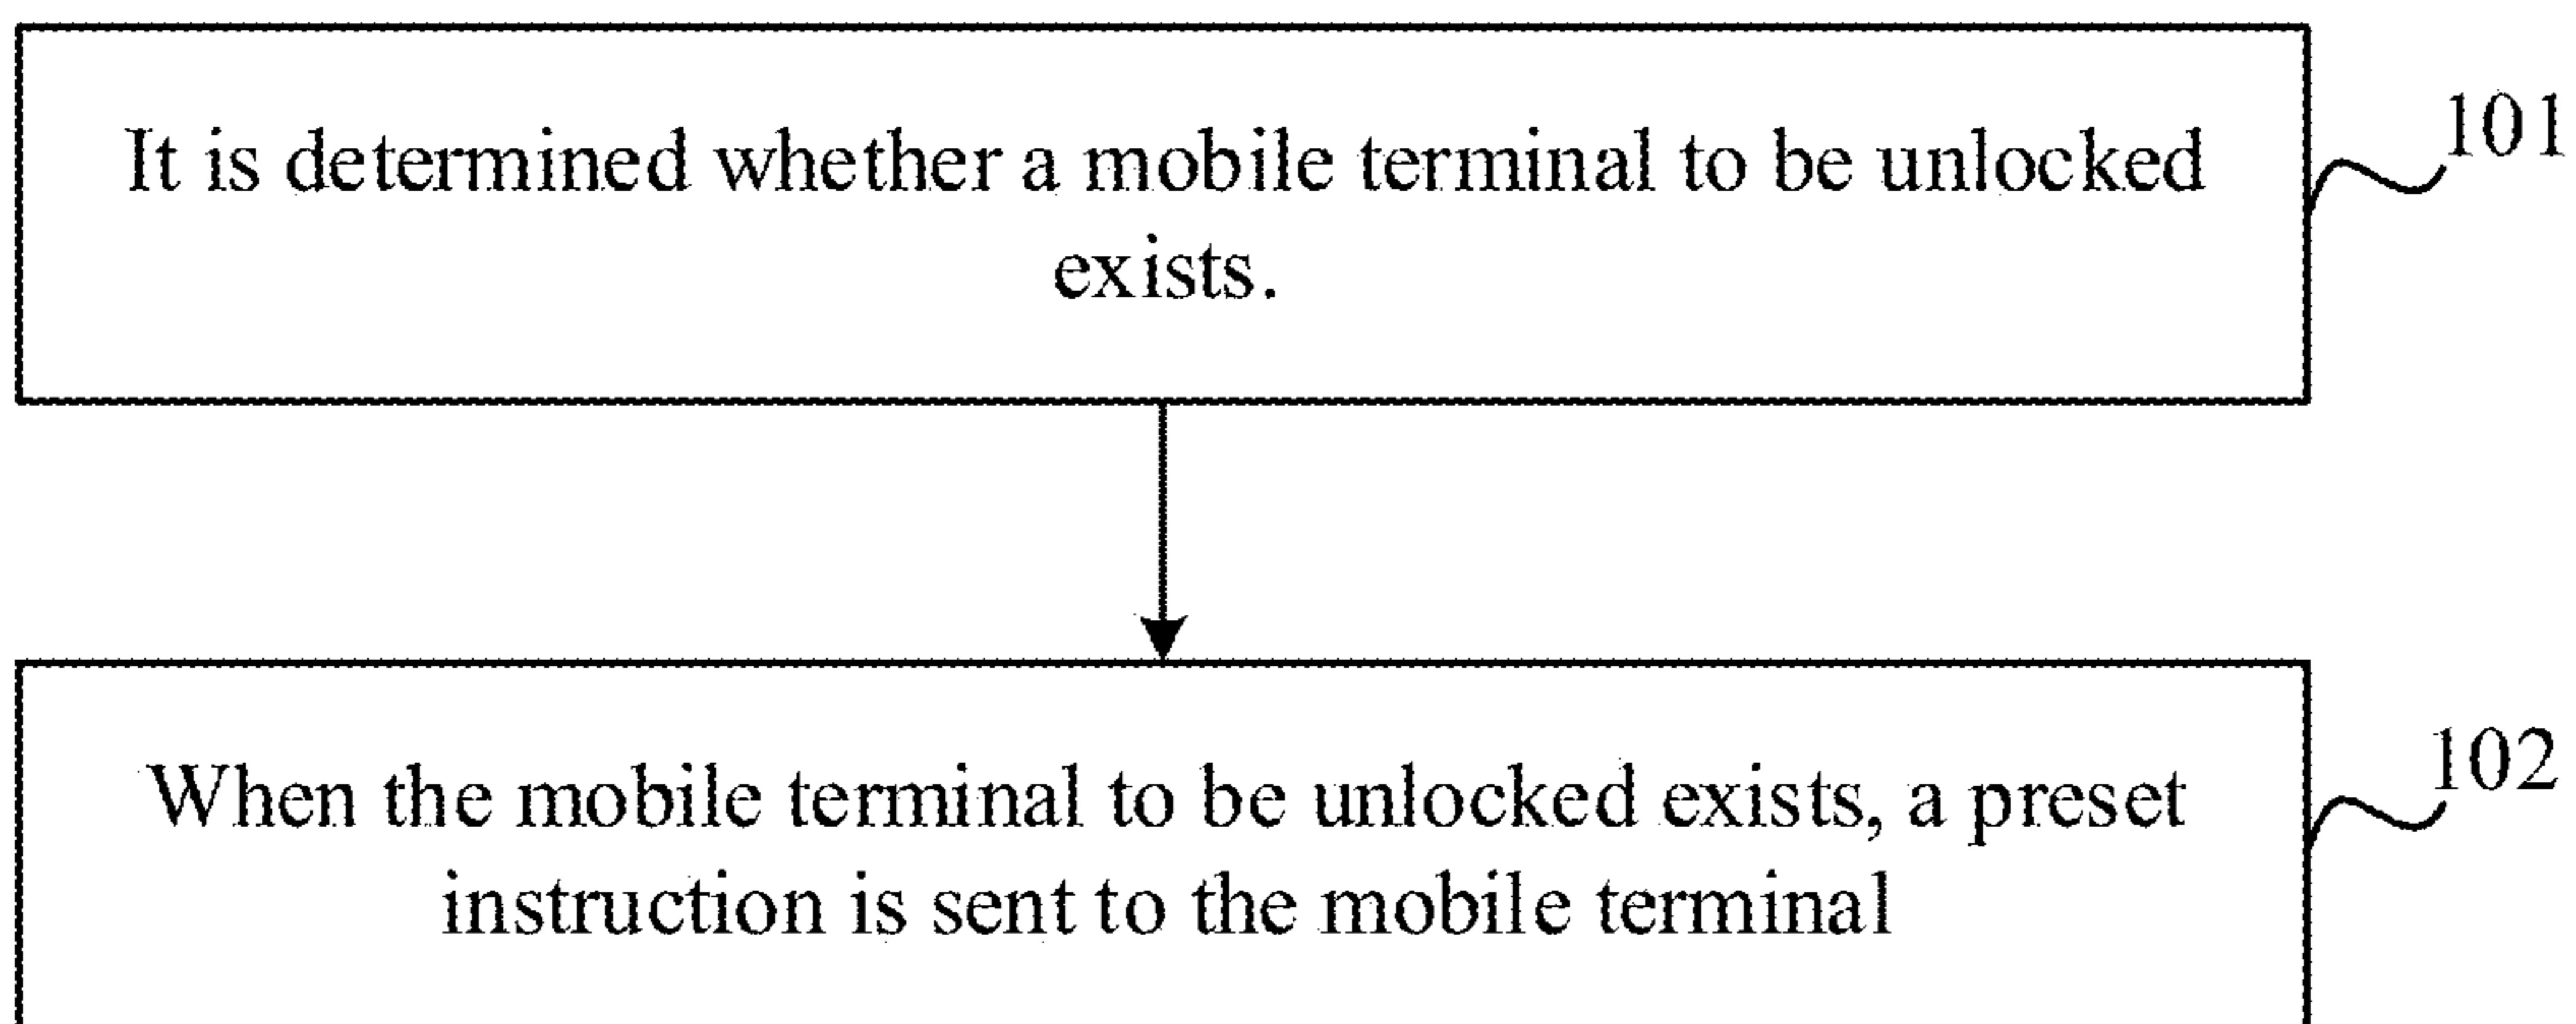 It is determined whether a mobile terminal to be unlocked
exists.
101
When the mobile terminal to be unlocked exists, a preset
instruction is sent to the mobile terminal
102